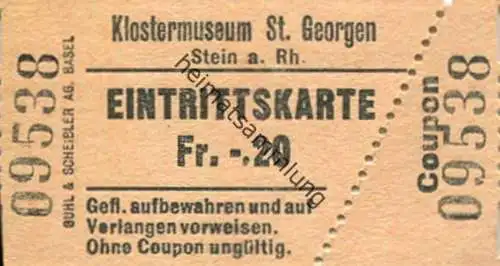 09538
BUHL & SCHEIBLER AG. BASEL
Klostermuseum St. Georgen
Stein a. Rh.
EINTRITTSKARTE
Fr. -.20
Gefl. aufbewahren und auf
Verlangen vorweisen.
Ohne Coupon ungültig.
Coupon
09538
heimatsammlung